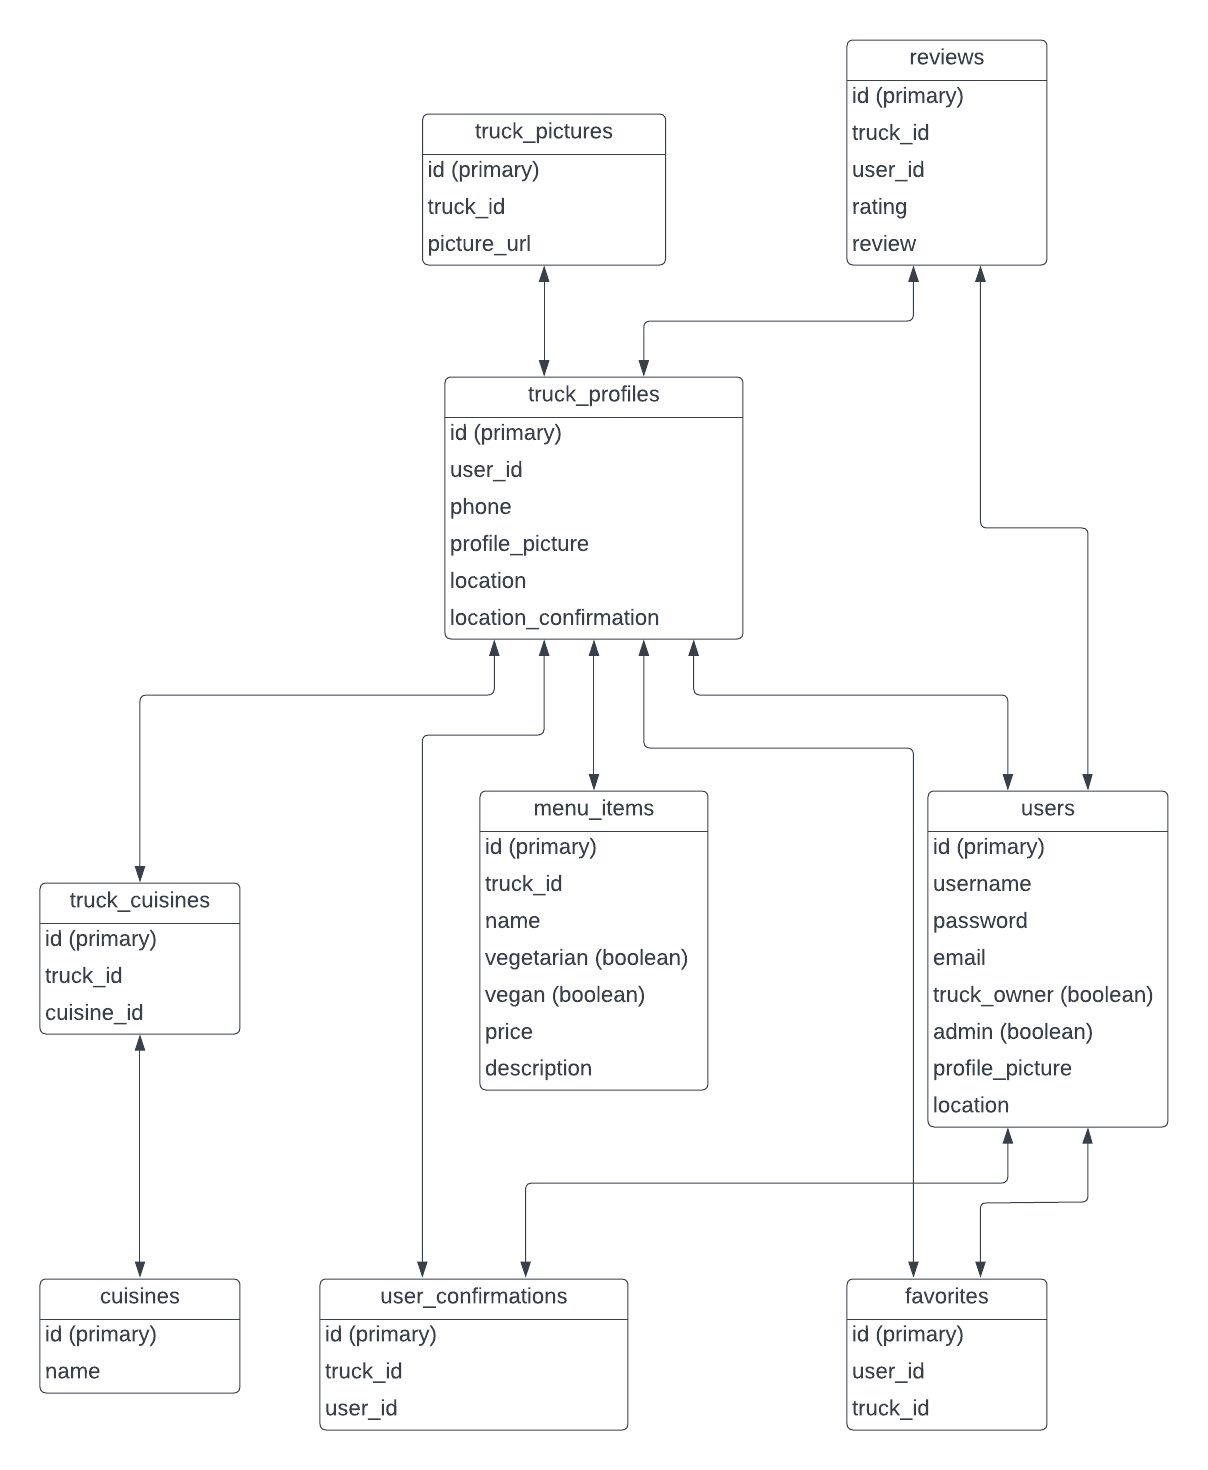 reviews
id (primary)
truck_id
user_id
rating
review
truck_pictures
id (primary)
truck_id
picture_url
truck_profiles
id (primary)
user_id
phone
profile_picture
location
location_confirmation
menu_items
id (primary)
truck_id
name
vegetarian (boolean)
vegan (boolean)
price
description
users
id (primary)
username
password
email
truck_owner (boolean)
admin (boolean)
profile_picture
location
truck_cuisines
id (primary)
truck_id
cuisine_id
cuisines
id (primary)
name
user_confirmations
id (primary)
truck_id
user_id
favorites
id (primary)
user_id
truck_id